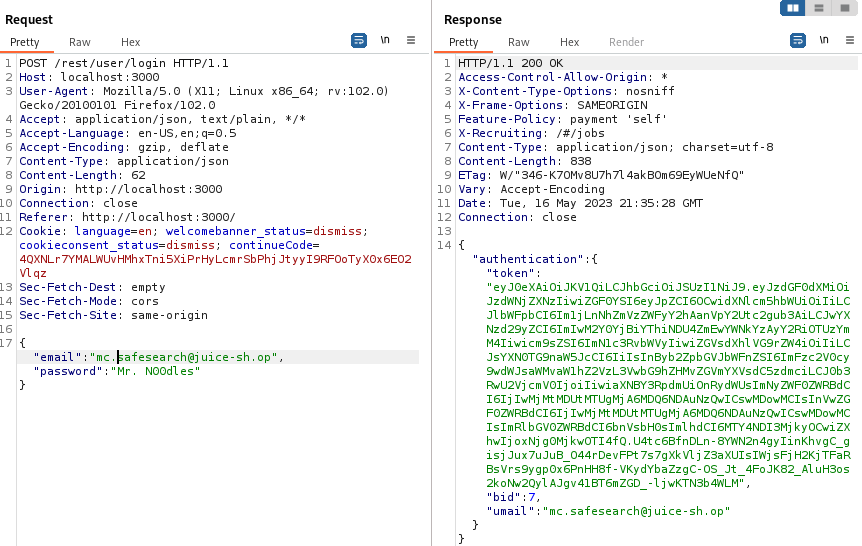 Request
Pretty Raw Hex \n
1 POST /rest/user/login HTTP/1.1
2 Host: localhost:3000
3 User-Agent: Mozilla/5.0 (X11; Linux x86_64; rv:102.0)
Gecko/20100101 Firefox/102.0
4 Accept: application/json, text/plain, */*
5 Accept-Language: en-US,en;q=0.5
6 Accept-Encoding: gzip, deflate
7 Content-Type: application/json
8 Content-Length: 62
9 Origin: http://localhost:3000
10 Connection: close
11 Referer: http://localhost:3000/
12 Cookie: language=en; welcomebanner_status=dismiss;
cookieconsent_status=dismiss; continueCode=
4QXNLr7YMALWUvHMhxTni5XiPrHyLcmrSbPhjJtyyI9RFOoTyX0x6EO2
Vlqz
13 Sec-Fetch-Dest: empty
14 Sec-Fetch-Mode: cors
15 Sec-Fetch-Site: same-origin
16
17 {
"email":"mc.safesearch@juice-sh.op",
"password":"Mr. N00dles"
}
Response
Pretty Raw Hex Render \n
1 HTTP/1.1 200 OK
2 Access-Control-Allow-Origin: *
3 X-Content-Type-Options: nosniff
4 X-Frame-Options: SAMEORIGIN
5 Feature-Policy: payment 'self'
6 X-Recruiting: /#/jobs
7 Content-Type: application/json; charset=utf-8
8 Content-Length: 838
9 ETag: W/"346-K7OMv8U7h7l4akBOm69EyWUeNfQ"
10 Vary: Accept-Encoding
11 Date: Tue, 16 May 2023 21:35:28 GMT
12 Connection: close
13
14 {
"authentication":{
"token":
"bid":7,
"umail":"mc.safesearch@juice-sh.op"
}
}